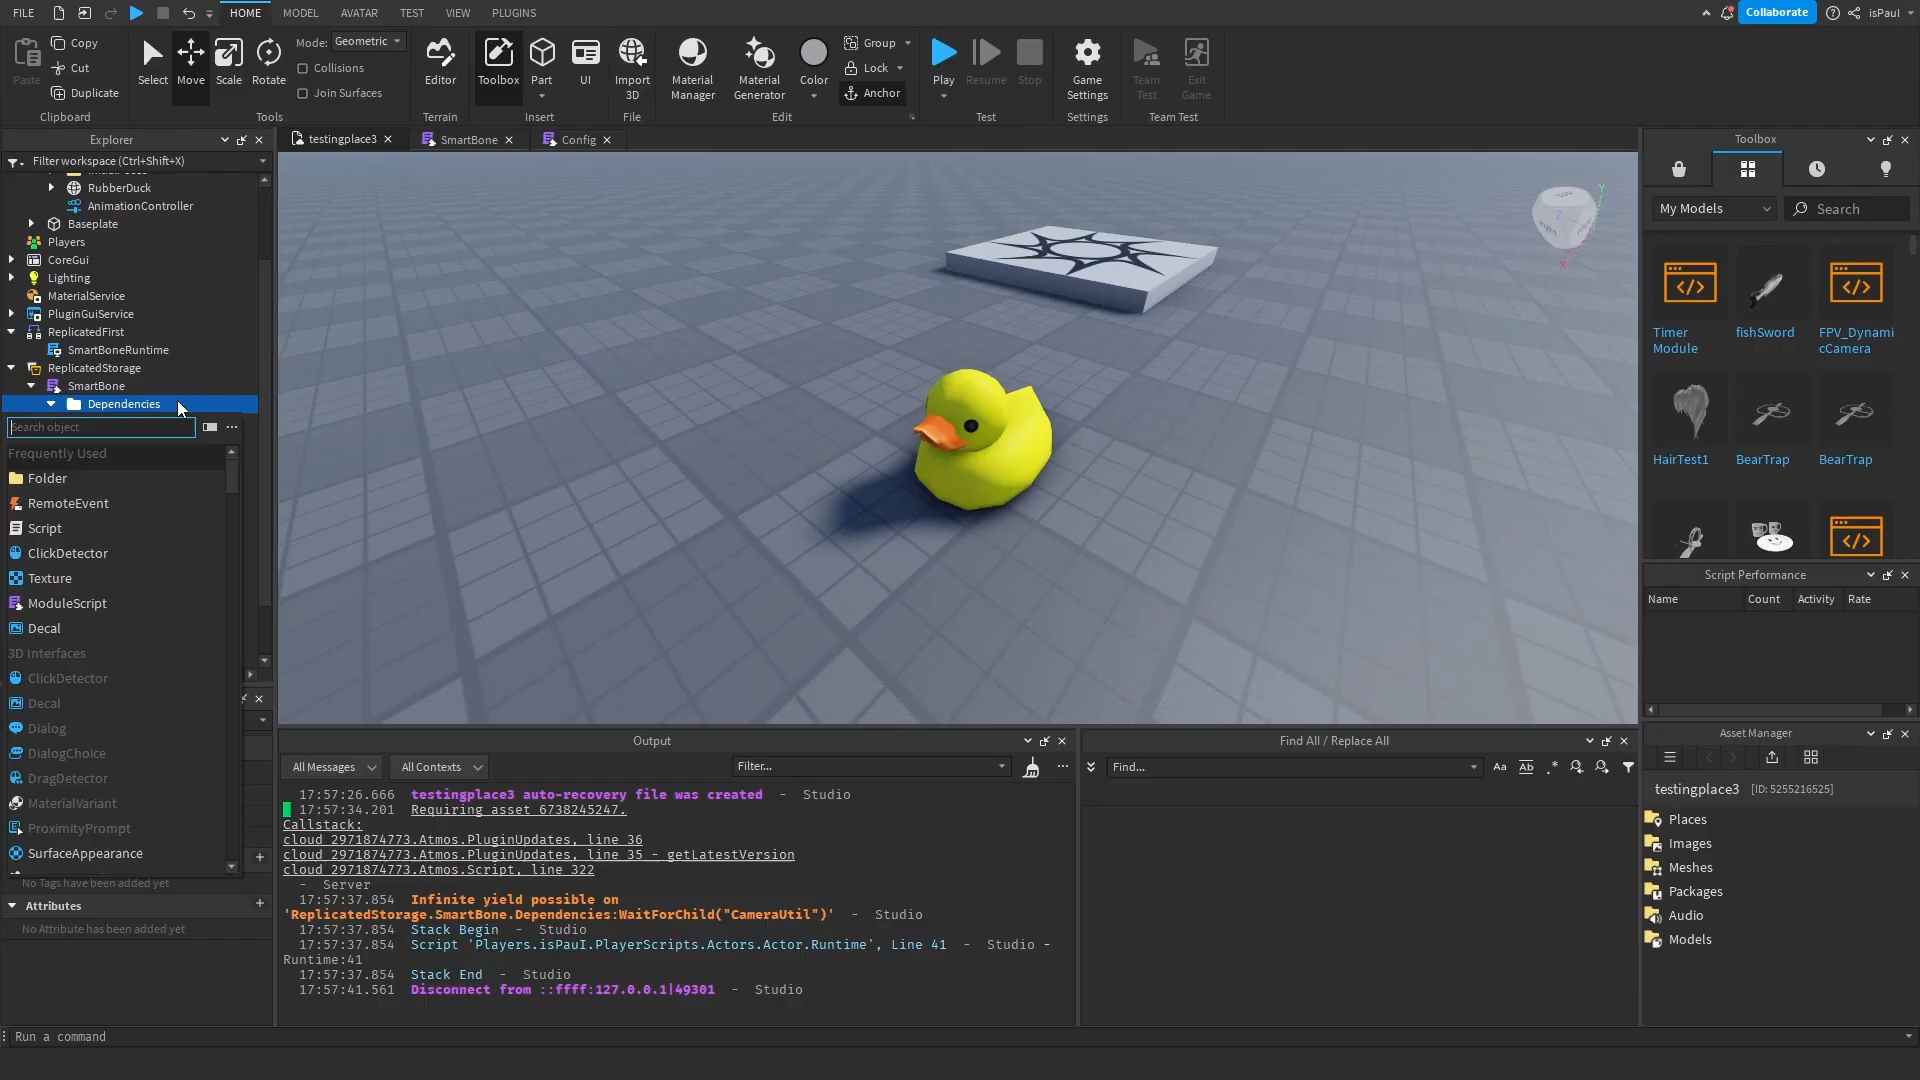 FILE
HOME
MODEL
AVATAR
TEST
VIEW
PLUGINS
Collaborate
isPauI
Paste
Copy
Cut
Duplicate
Clipboard
Select
Move
Scale
Rotate
Mode:
Geometric
Collisions
Join Surfaces
Tools
Editor
Terrain
Toolbox
Part
UI
Insert
Import
3D
File
Material
Manager
Material
Generator
Color
Group
Lock
Anchor
Edit
Play
Resume
Stop
Test
Game
Settings
Settings
Team
Test
Exit
Game
Team Test
Explorer
Filter workspace (Ctrl+Shift+X)
RubberDuck
AnimationController
Baseplate
Players
CoreGui
Lighting
MaterialService
PluginGuiService
ReplicatedFirst
SmartBoneRuntime
ReplicatedStorage
SmartBone
Dependencies
Search object
Frequently Used
Folder
RemoteEvent
Script
ClickDetector
Texture
ModuleScript
Decal
3D Interfaces
ClickDetector
Decal
Dialog
DialogChoice
DragDetector
MaterialVariant
ProximityPrompt
SurfaceAppearance
No Tags have been added yet
Attributes
No Attribute has been added yet
testingplace3
SmartBone
Config
Y
Z
X
Output
All Messages
All Contexts
Filter...
17:57:26.666 testingplace3 auto-recovery file was created - Studio
17:57:34.201 Requiring asset 6738245247.
Callstack:
cloud_2971874773.Atmos.PluginUpdates, line 36
cloud_2971874773.Atmos.PluginUpdates, line 35 - getLatestVersion
cloud_2971874773.Atmos.Script, line 322
- Server
17:57:37.854 Infinite yield possible on
'ReplicatedStorage.SmartBone.Dependencies:WaitForChild("CameraUtil")' - Studio
17:57:37.854 Stack Begin - Studio
17:57:37.854 Script 'Players.isPauI.PlayerScripts.Actors.Actor.Runtime', Line 41 - Studio -
Runtime:41
17:57:37.854 Stack End - Studio
17:57:41.561 Disconnect from ::ffff:127.0.0.1|49301 - Studio
Find All / Replace All
Find...
Aa
Ab
.*
Toolbox
My Models
Search
Timer
Module
fishSword
FPV_Dynami
cCamera
HairTest1
BearTrap
BearTrap
Script Performance
Name
Count
Activity
Rate
Asset Manager
testingplace3 [ID: 5255216525]
Places
Images
Meshes
Packages
Audio
Models
Run a command